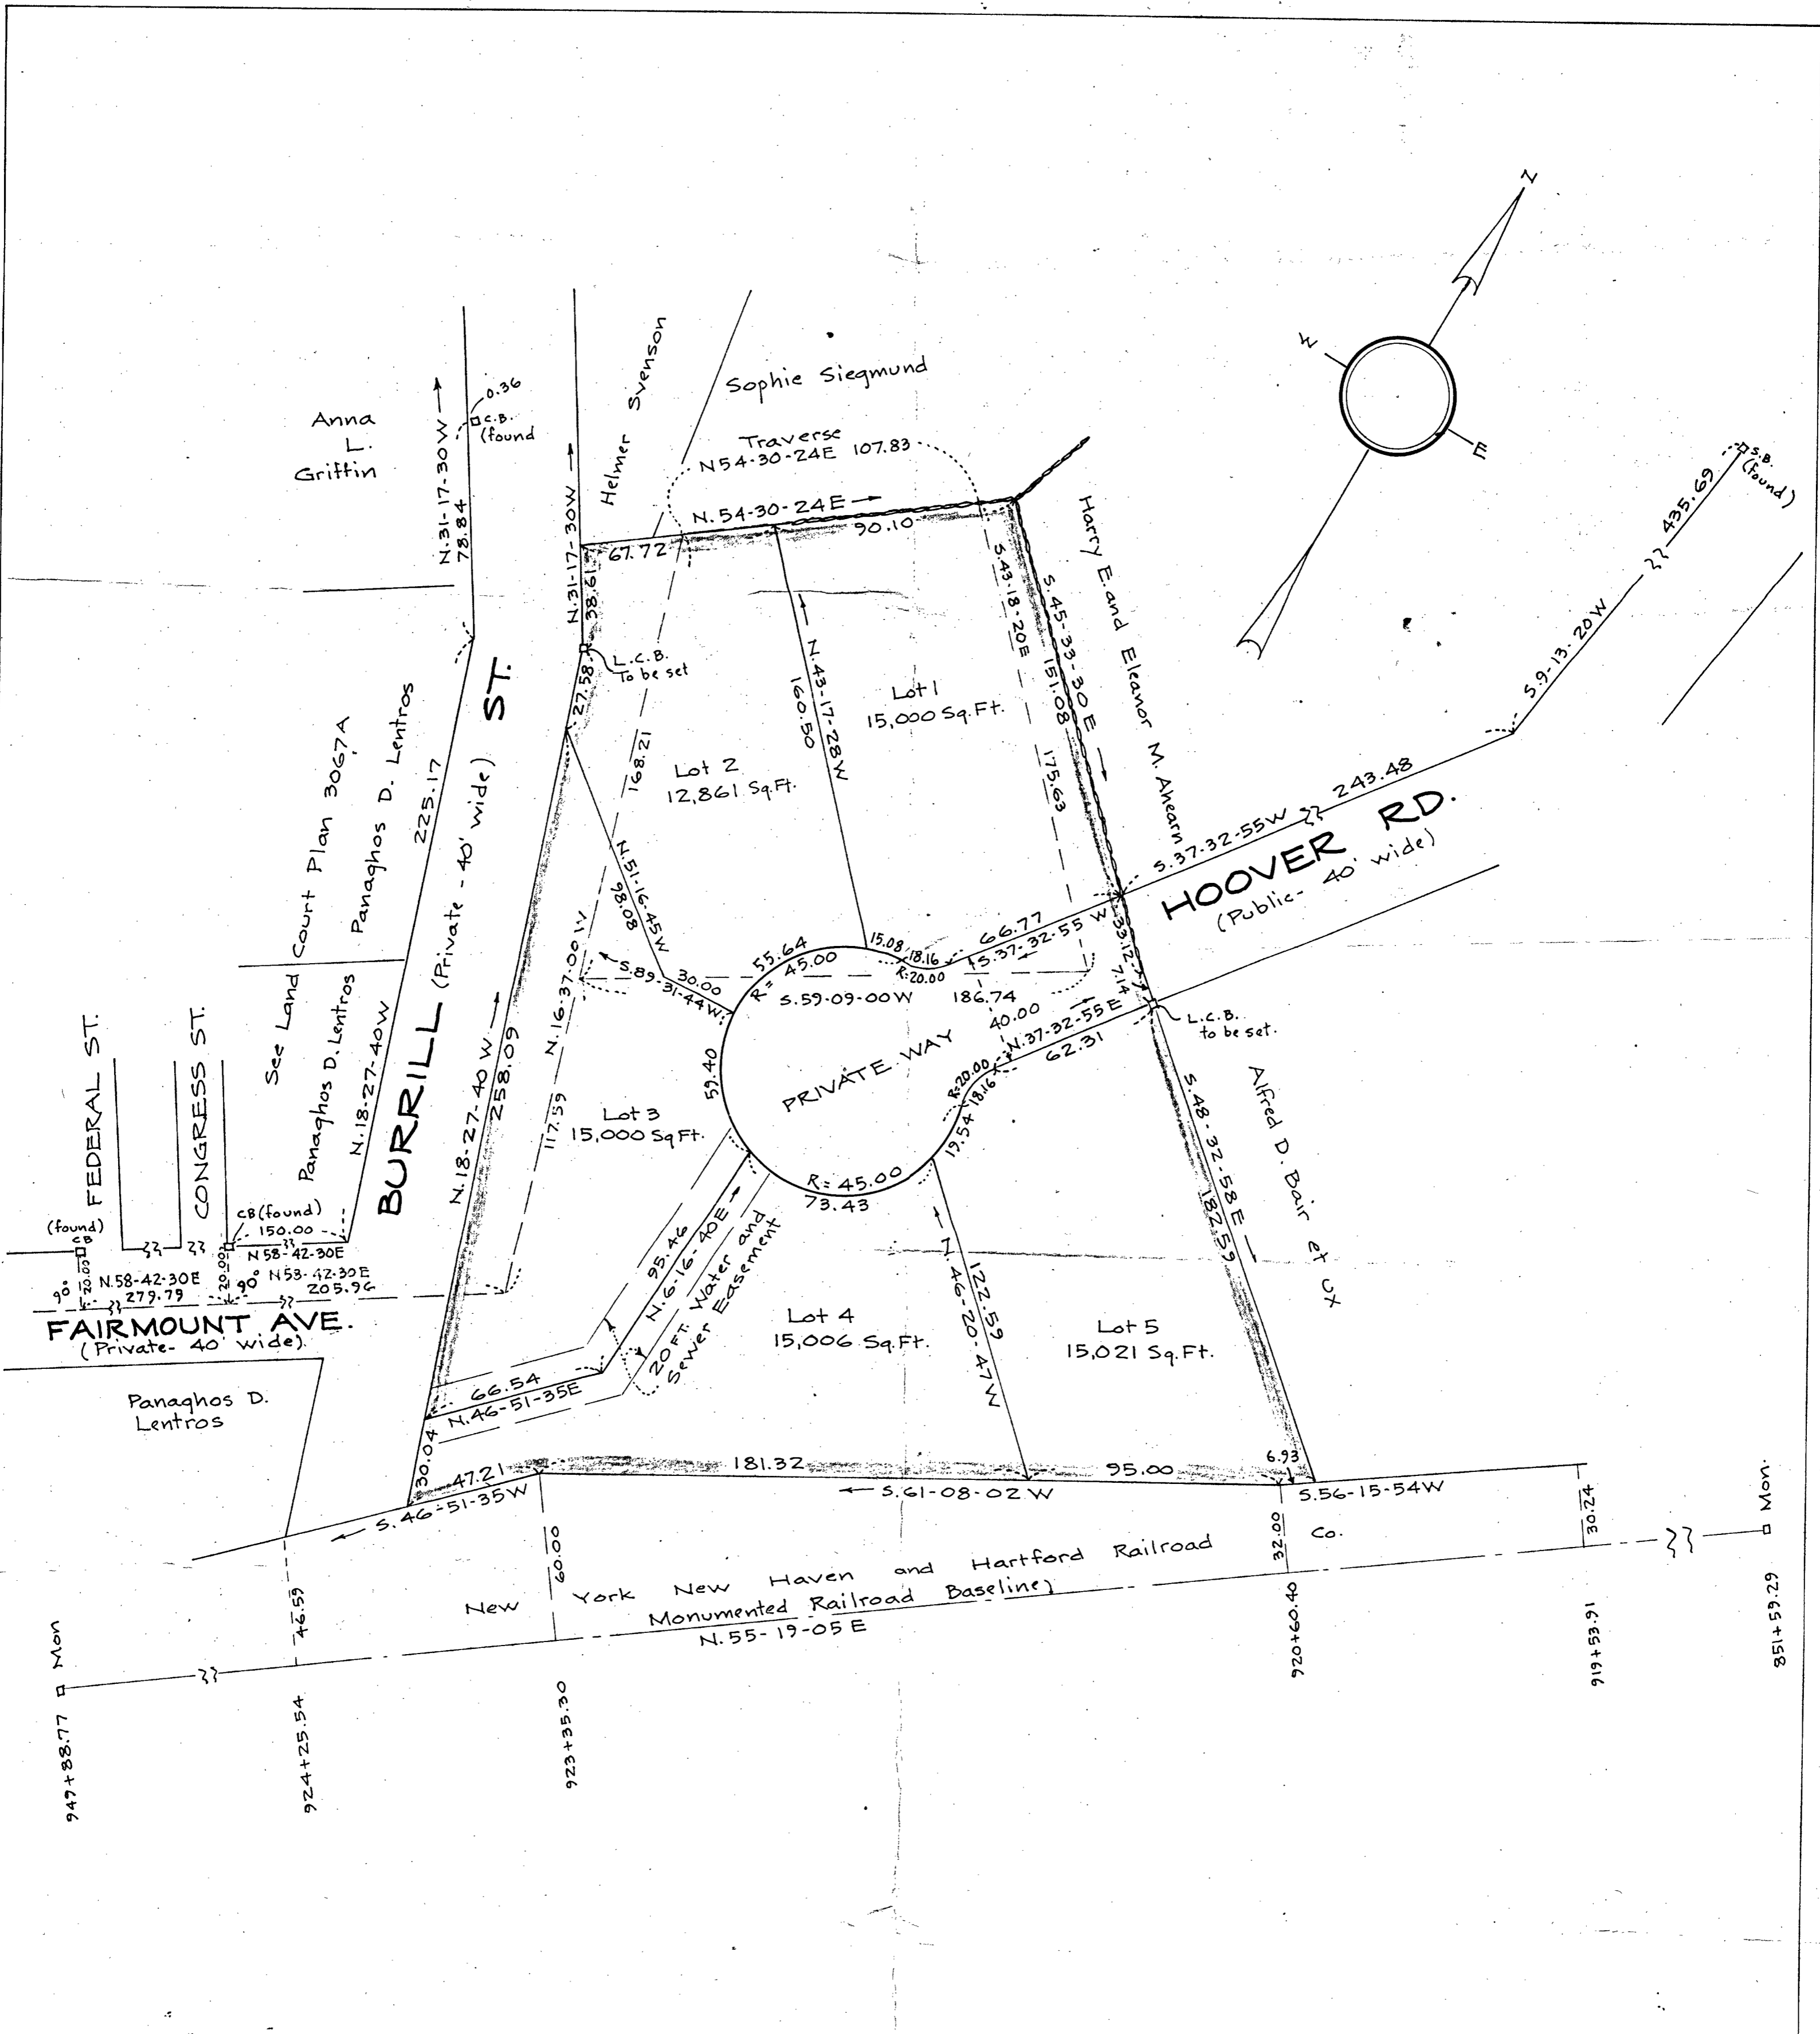 N
W
E
Anna
L.
Griffin
N.31-17-30W
78.84
0.36
C.B.
(found
N.31-17-30W
38.61
Helmer Svenson
Sophie Siegmund
Traverse
N54-30-24E 107.83
N.54-30-24E
67.72
90.10
S.43-18-20E
175.63
S.45-33-30E
151.08
Harry E. and Eleanor M. Ahearn
435.69
S.B.
(found)
S.9-13-20W
243.48
S.37-32-55W
HOOVER RD.
(Public- 40' wide)
L.C.B.
To be set
27.58
168.21
N.43-17-28W
160.50
Lot 1
15,000 Sq.Ft.
Lot 2
12,861 Sq.Ft.
N.51-16-45W
98.08
See Land Court Plan 3067A
Panaghos D. Lentros
225.17
BURRILL (Private - 40' wide) ST.
Panaghos D. Lentros
N.18-27-40W
N.18-27-40W
258.09
117.59
N.16-37-00W
S.89-31-44W
30.00
55.64
R=45.00
15.08
18.16
R=20.00
66.77
S.37-32-55W
S.59-09-00W
186.74
40.00
33.12
7.14
N.37-32-55E
62.31
L.C.B.
to be set.
PRIVATE WAY
R=20.00
18.16
19.54
59.40
R=45.00
73.43
Lot 3
15,000 Sq Ft.
S.48-32-58E
182.59
Alfred D. Bair et ux
FEDERAL ST.
CONGRESS ST.
(found)
CB
CB (found)
150.00
N58-42-30E
90°
20.00
N.58-42-30E
279.79
20.00
90°
N53-42-30E
205.96
FAIRMOUNT AVE.
(Private- 40' wide).
Panaghos D.
Lentros
95.46
N.6-16-40E
20 FT. Water and
Sewer Easement
66.54
N.46-51-35E
Lot 4
15,006 Sq.Ft.
122.59
N.46-20-47W
Lot 5
15,021 Sq.Ft.
30.04
47.21
S.46-51-35W
181.32
S.61-08-02W
95.00
6.93
S.56-15-54W
60.00
32.00
30.24
46.59
New York New Haven and Hartford Railroad Co.
Monumented Railroad Baseline)
N.55-19-05E
Mon
Mon.
949+88.77
924+25.54
923+35.30
920+60.40
919+53.91
851+59.29